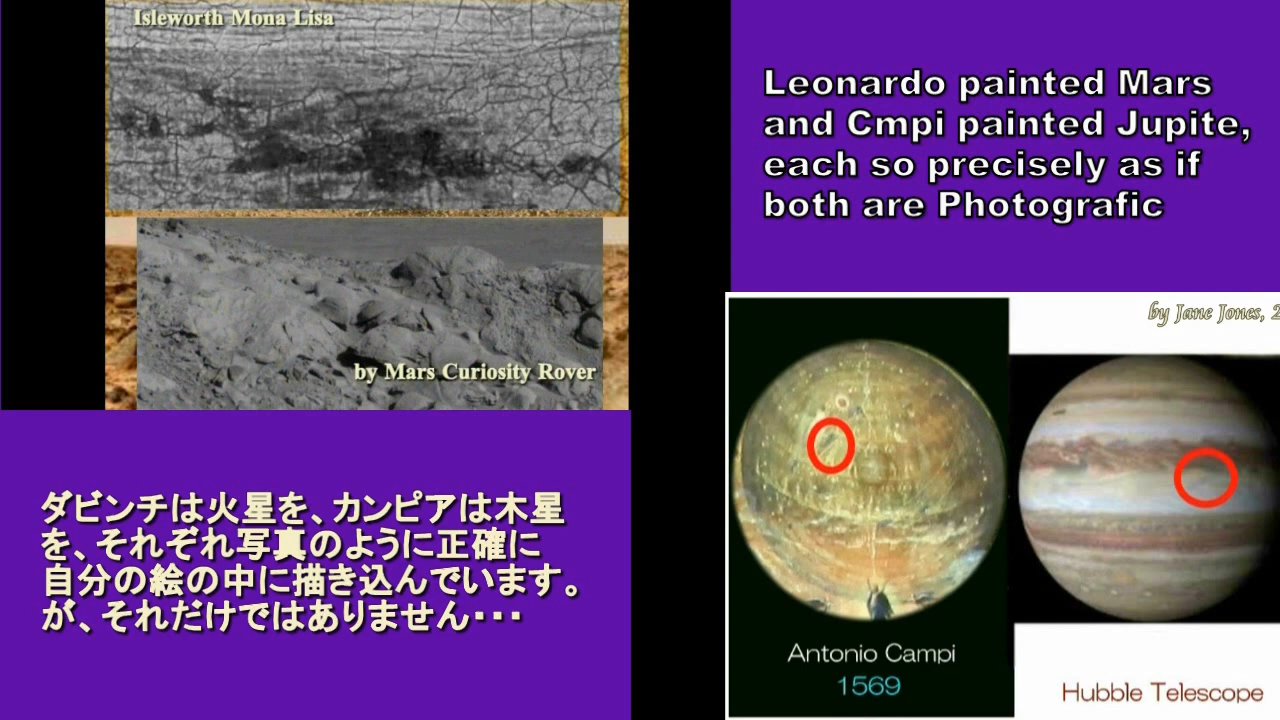 Isleworth Mona Lisa
by Mars Curiosity Rover
Leonardo painted Mars
and Cmpi painted Jupite,
each so precisely as if
both are Photografic
ダビンチは火星を、カンピアは木星
を、それぞれ写真のように正確に
自分の絵の中に描き込んでいます。
が、それだけではありません・・・
by Jane Jones, 2
Antonio Campi
1569
Hubble Telescope